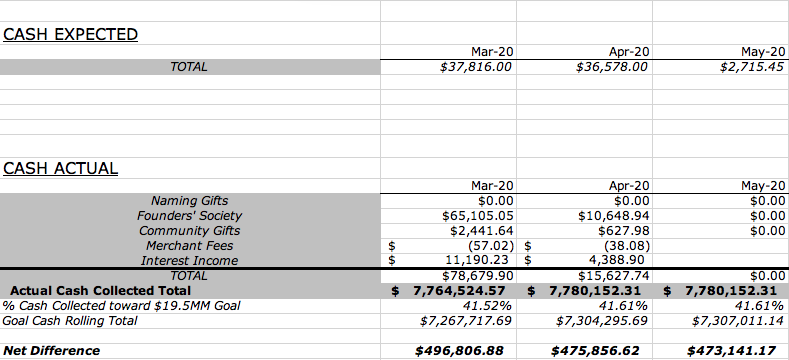 CASH EXPECTED
Mar-20 Apr-20 May-20
TOTAL $37,816.00 $36,578.00 $2,715.45
CASH ACTUAL
Mar-20 Apr-20 May-20
Naming Gifts $0.00 $0.00 $0.00
Founders' Society $65,105.05 $10,648.94 $0.00
Community Gifts $2,441.64 $627.98 $0.00
Merchant Fees $ (57.02) $ (38.08)
Interest Income $ 11,190.23 $ 4,388.90
TOTAL $78,679.90 $15,627.74 $0.00
Actual Cash Collected Total $ 7,764,524.57 $ 7,780,152.31 $ 7,780,152.31
% Cash Collected toward $19.5MM Goal 41.52% 41.61% 41.61%
Goal Cash Rolling Total $7,267,717.69 $7,304,295.69 $7,307,011.14
Net Difference $496,806.88 $475,856.62 $473,141.17